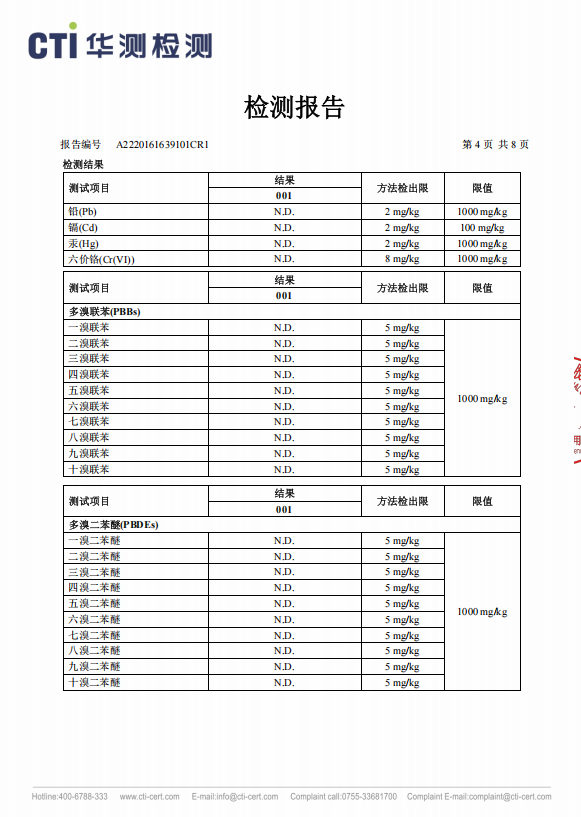 CTI 华测检测
检测报告
报告编号 A2220161639101CR1 第 4 页 共 8 页
检测结果
测试项目 结果 方法检出限 限值
001
铅(Pb) N.D. 2 mg/kg 1000 mg/kg
镉(Cd) N.D. 2 mg/kg 100 mg/kg
汞(Hg) N.D. 2 mg/kg 1000 mg/kg
六价铬(Cr(VI)) N.D. 8 mg/kg 1000 mg/kg
测试项目 结果 方法检出限 限值
001
多溴联苯(PBBs)
一溴联苯 N.D. 5 mg/kg
二溴联苯 N.D. 5 mg/kg
三溴联苯 N.D. 5 mg/kg
四溴联苯 N.D. 5 mg/kg
五溴联苯 N.D. 5 mg/kg
1000 mg/kg
六溴联苯 N.D. 5 mg/kg
七溴联苯 N.D. 5 mg/kg
八溴联苯 N.D. 5 mg/kg
九溴联苯 N.D. 5 mg/kg
十溴联苯 N.D. 5 mg/kg
测试项目 结果 方法检出限 限值
001
多溴二苯醚(PBDEs)
一溴二苯醚 N.D. 5 mg/kg
二溴二苯醚 N.D. 5 mg/kg
三溴二苯醚 N.D. 5 mg/kg
四溴二苯醚 N.D. 5 mg/kg
五溴二苯醚 N.D. 5 mg/kg
1000 mg/kg
六溴二苯醚 N.D. 5 mg/kg
七溴二苯醚 N.D. 5 mg/kg
八溴二苯醚 N.D. 5 mg/kg
九溴二苯醚 N.D. 5 mg/kg
十溴二苯醚 N.D. 5 mg/kg
Hotline:400-6788-333 www.cti-cert.com E-mail:info@cti-cert.com Complaint call:0755-33681700 Complaint E-mail:complaint@cti-cert.com